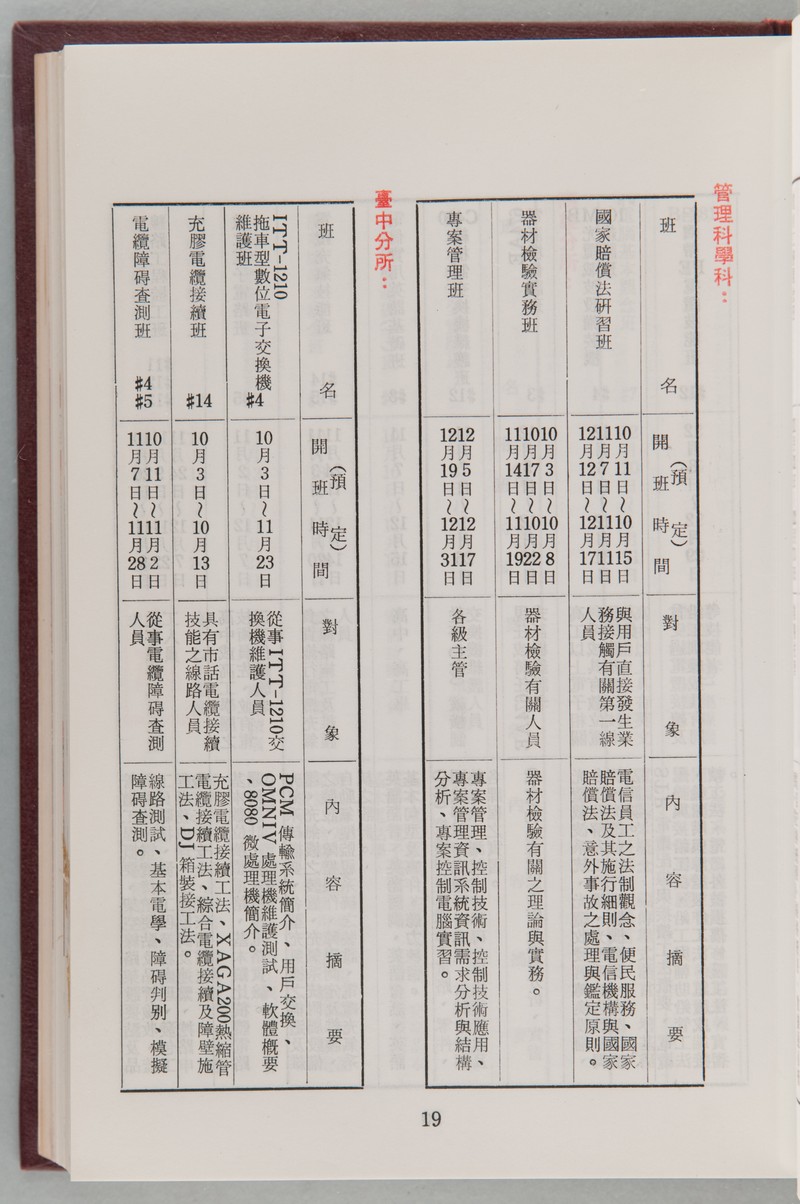 管理科學科：
班名
開班時間（預定）
對象
內容摘要
國家賠償法研習班
10月11日～10月15日
11月7日～11月11日
12月12日～12月17日
與用戶直接發生業
務接觸有關第一線
人員
電信員工之法制觀念、便民服務、國家
賠償法及其施行細則、電信機構與國家
賠償法、意外事故之處理與鑑定原則。
器材檢驗實務班
10月3日～10月8日
10月17日～10月22日
11月14日～11月19日
器材檢驗有關人員
器材檢驗有關之理論與實務。
專案管理班
12月5日～12月17日
12月19日～12月31日
各級主管
專案管理、控制技術、控制技術應用、
專案管理資訊系統資訊需求分析與結構、
分析、專案控制電腦實習。
臺中分所：
班名
開班時間（預定）
對象
內容摘要
ITT-1210
拖車型數位電子交換機
維護班
#4
10月3日～11月23日
從事ITT-1210交
換機維護人員
PCM 傳輸系統簡介、用戶交換、
OMNIV 處理機維護測試、軟體概要
、8080 微處理機簡介。
充膠電纜接續班
#14
10月3日～10月13日
具有市話電纜接續
技能之線路人員
充膠電纜接續工法、XAGA200熱縮管
電纜接續工法、綜合電纜接續及障壁施
工法、DJ箱裝接工法。
電纜障碍查測班
#4
#5
10月11日～11月2日
11月7日～11月28日
從事電纜障碍查測
人員
線路測試、基本電學、障碍判別、模擬
障碍查測。
19